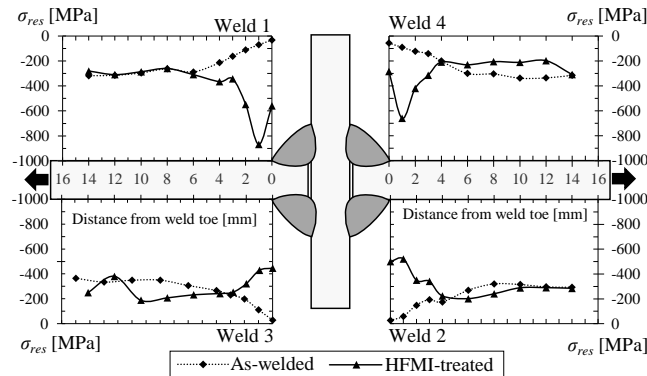 σres [MPa] Weld 1 Weld 4 σres [MPa]
0 0
-200 -200
-400 -400
-600 -600
-800 -800
-1000 -1000
16 14 12 10 8 6 4 2 0 0 2 4 6 8 10 12 14 16
-1000 -1000
Distance from weld toe [mm] Distance from weld toe [mm]
-800 -800
-600 -600
-400 -400
-200 -200
0 0
σres [MPa] Weld 3 Weld 2 σres [MPa]
As-welded HFMI-treated